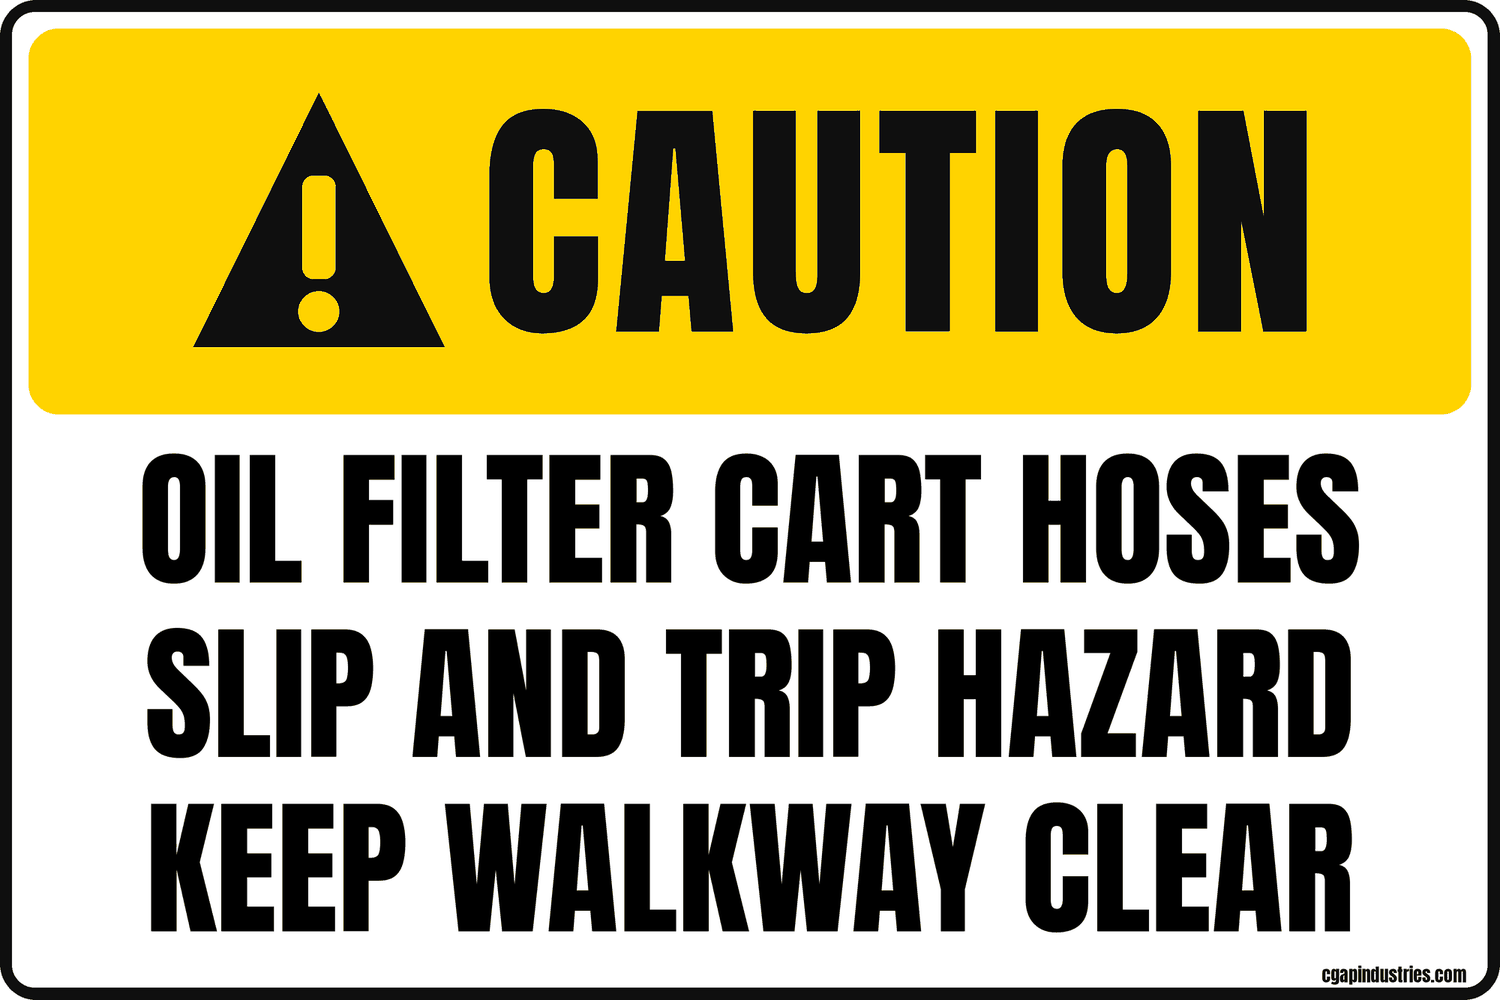 CAUTION
OIL FILTER CART HOSES
SLIP AND TRIP HAZARD
KEEP WALKWAY CLEAR
cgapindustries.com